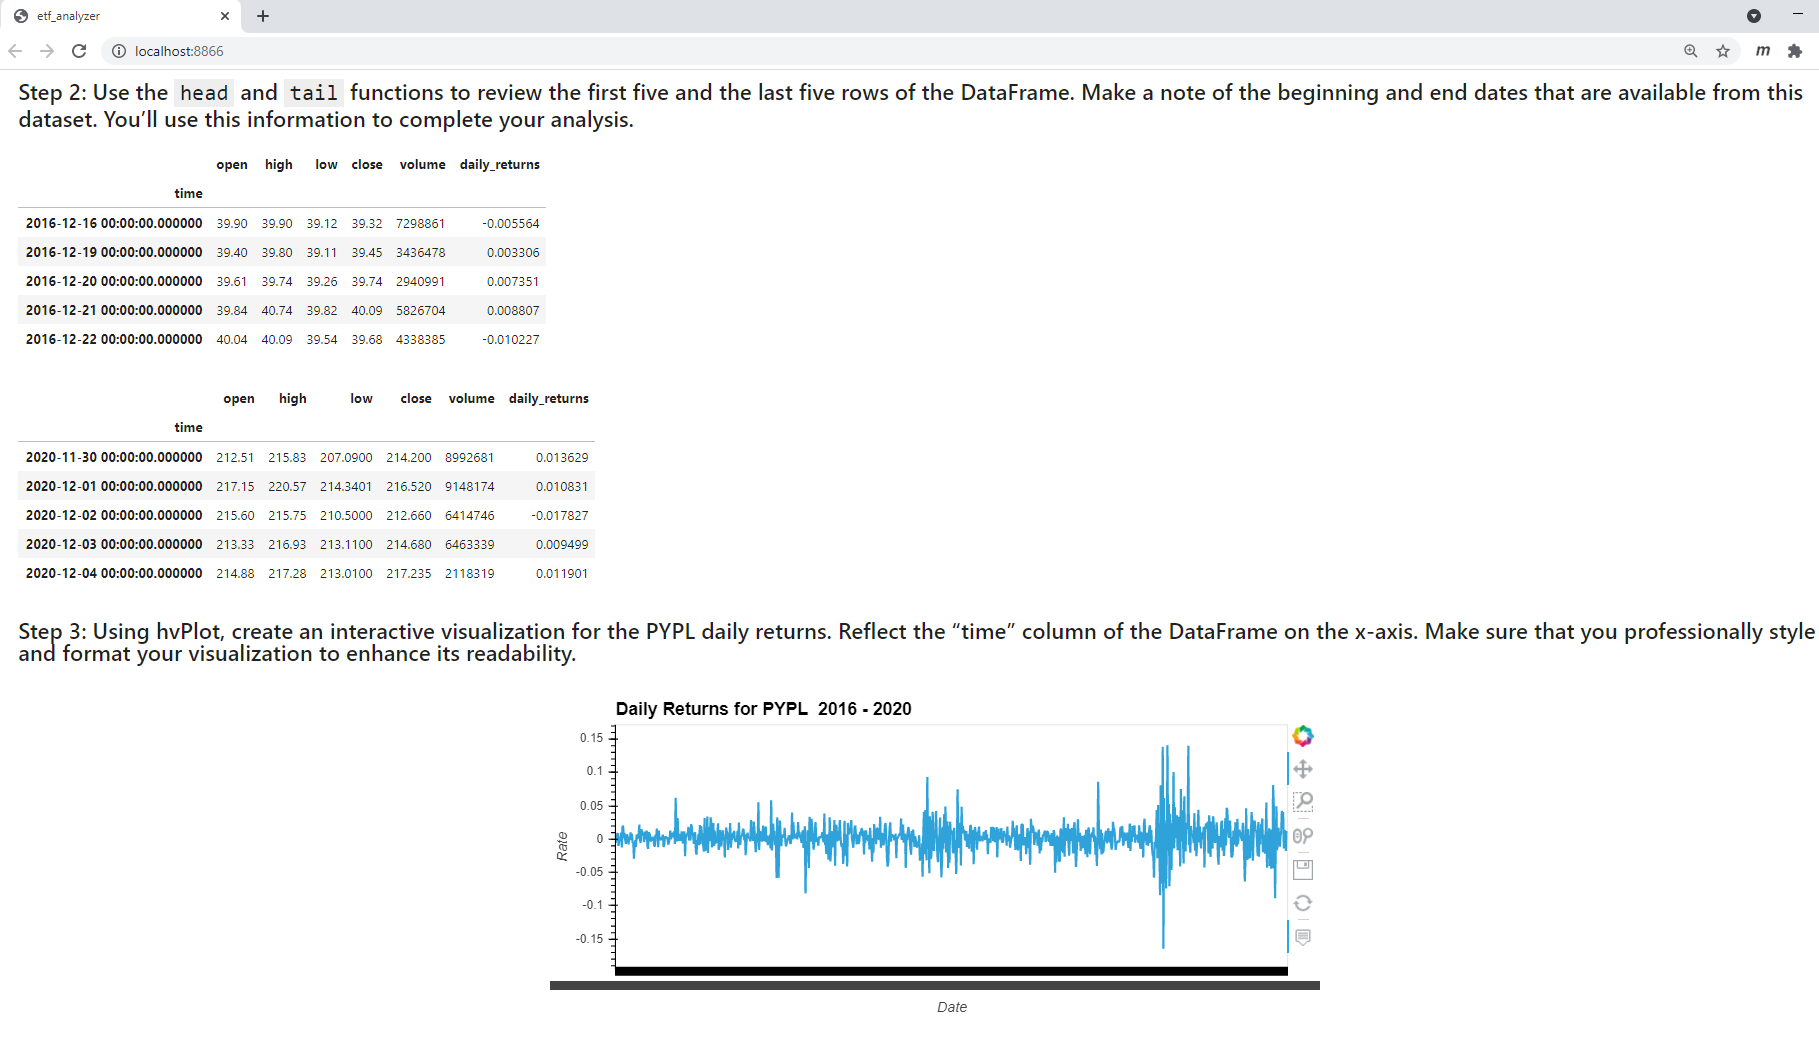 etf_analyzer
localhost:8866
m
Step 2: Use the head and tail functions to review the first five and the last five rows of the DataFrame. Make a note of the beginning and end dates that are available from this
dataset. You’ll use this information to complete your analysis.
open high low close volume daily_returns
time
2016-12-16 00:00:00.000000 39.90 39.90 39.12 39.32 7298861 -0.005564
2016-12-19 00:00:00.000000 39.40 39.80 39.11 39.45 3436478 0.003306
2016-12-20 00:00:00.000000 39.61 39.74 39.26 39.74 2940991 0.007351
2016-12-21 00:00:00.000000 39.84 40.74 39.82 40.09 5826704 0.008807
2016-12-22 00:00:00.000000 40.04 40.09 39.54 39.68 4338385 -0.010227
open high low close volume daily_returns
time
2020-11-30 00:00:00.000000 212.51 215.83 207.0900 214.200 8992681 0.013629
2020-12-01 00:00:00.000000 217.15 220.57 214.3401 216.520 9148174 0.010831
2020-12-02 00:00:00.000000 215.60 215.75 210.5000 212.660 6414746 -0.017827
2020-12-03 00:00:00.000000 213.33 216.93 213.1100 214.680 6463339 0.009499
2020-12-04 00:00:00.000000 214.88 217.28 213.0100 217.235 2118319 0.011901
Step 3: Using hvPlot, create an interactive visualization for the PYPL daily returns. Reflect the “time” column of the DataFrame on the x-axis. Make sure that you professionally style
and format your visualization to enhance its readability.
Daily Returns for PYPL 2016 - 2020
0.15
0.1
0.05
0
-0.05
-0.1
-0.15
Rate
Date